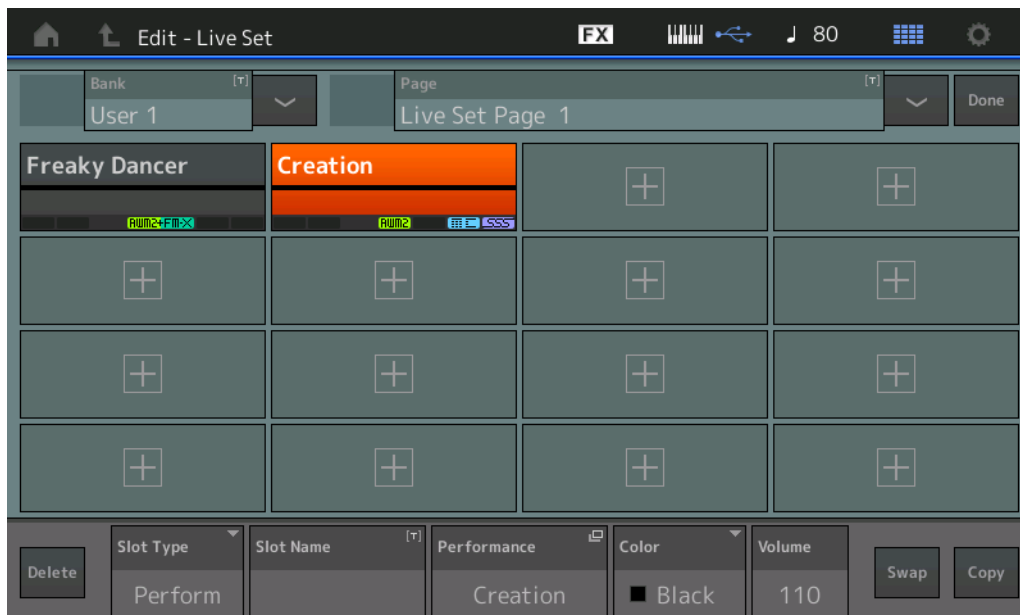 Edit - Live Set
FX
80
Bank
[T]
User 1
Page
[T]
Live Set Page 1
Done
Freaky Dancer
AWM2+FM-X
Creation
AWM2
SSS
Slot Type
Slot Name
[T]
Performance
Color
Volume
Delete
Perform
Creation
Black
110
Swap
Copy